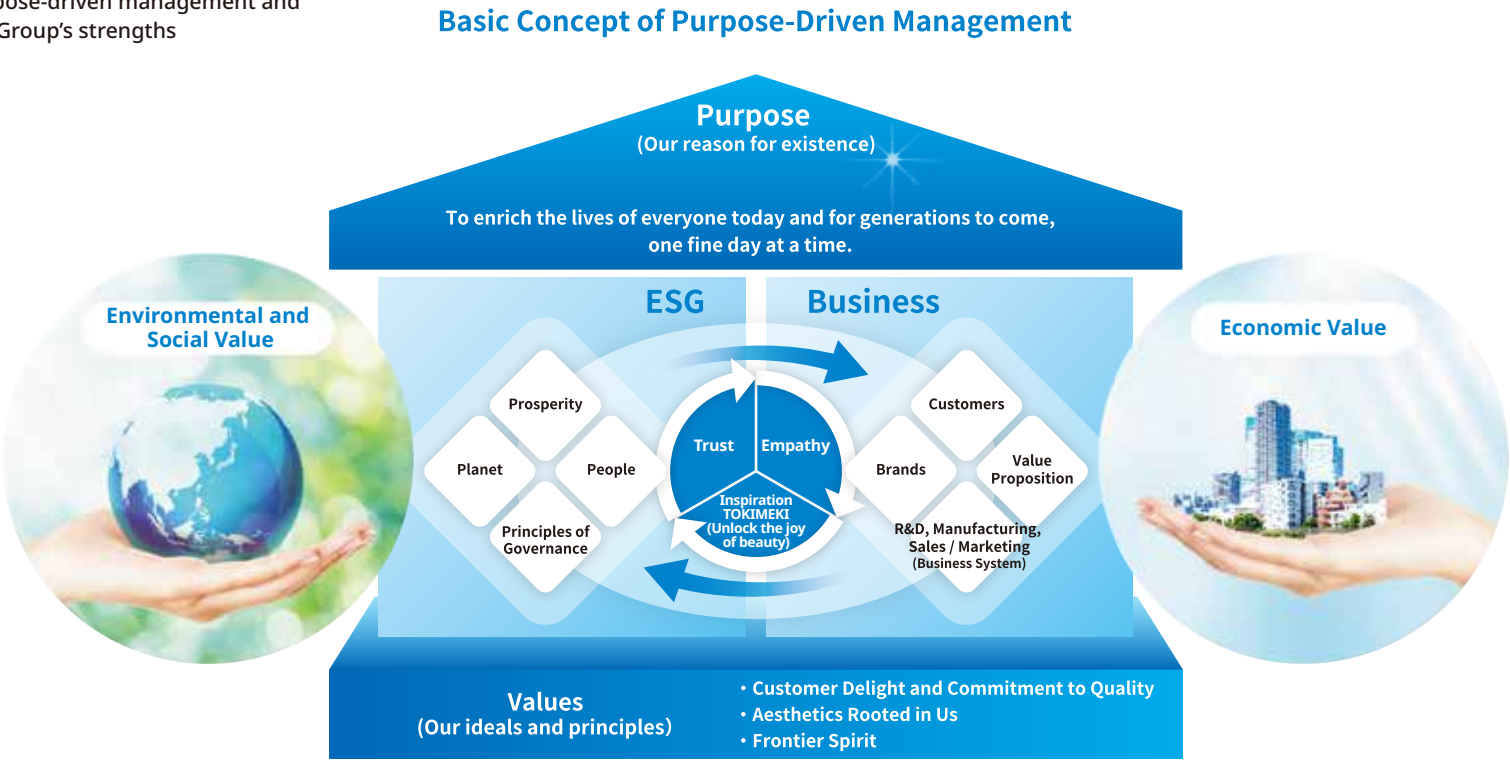 pose-driven management and
Group’s strengths
Basic Concept of Purpose-Driven Management
Purpose
(Our reason for existence)
To enrich the lives of everyone today and for generations to come,
one fine day at a time.
Environmental and
Social Value
ESG
Business
Economic Value
Prosperity
Planet
People
Principles of
Governance
Trust
Empathy
Inspiration
TOKIMEKI
(Unlock the joy
of beauty)
Customers
Brands
Value
Proposition
R&D, Manufacturing,
Sales / Marketing
(Business System)
Values
(Our ideals and principles)
・Customer Delight and Commitment to Quality
・Aesthetics Rooted in Us
・Frontier Spirit